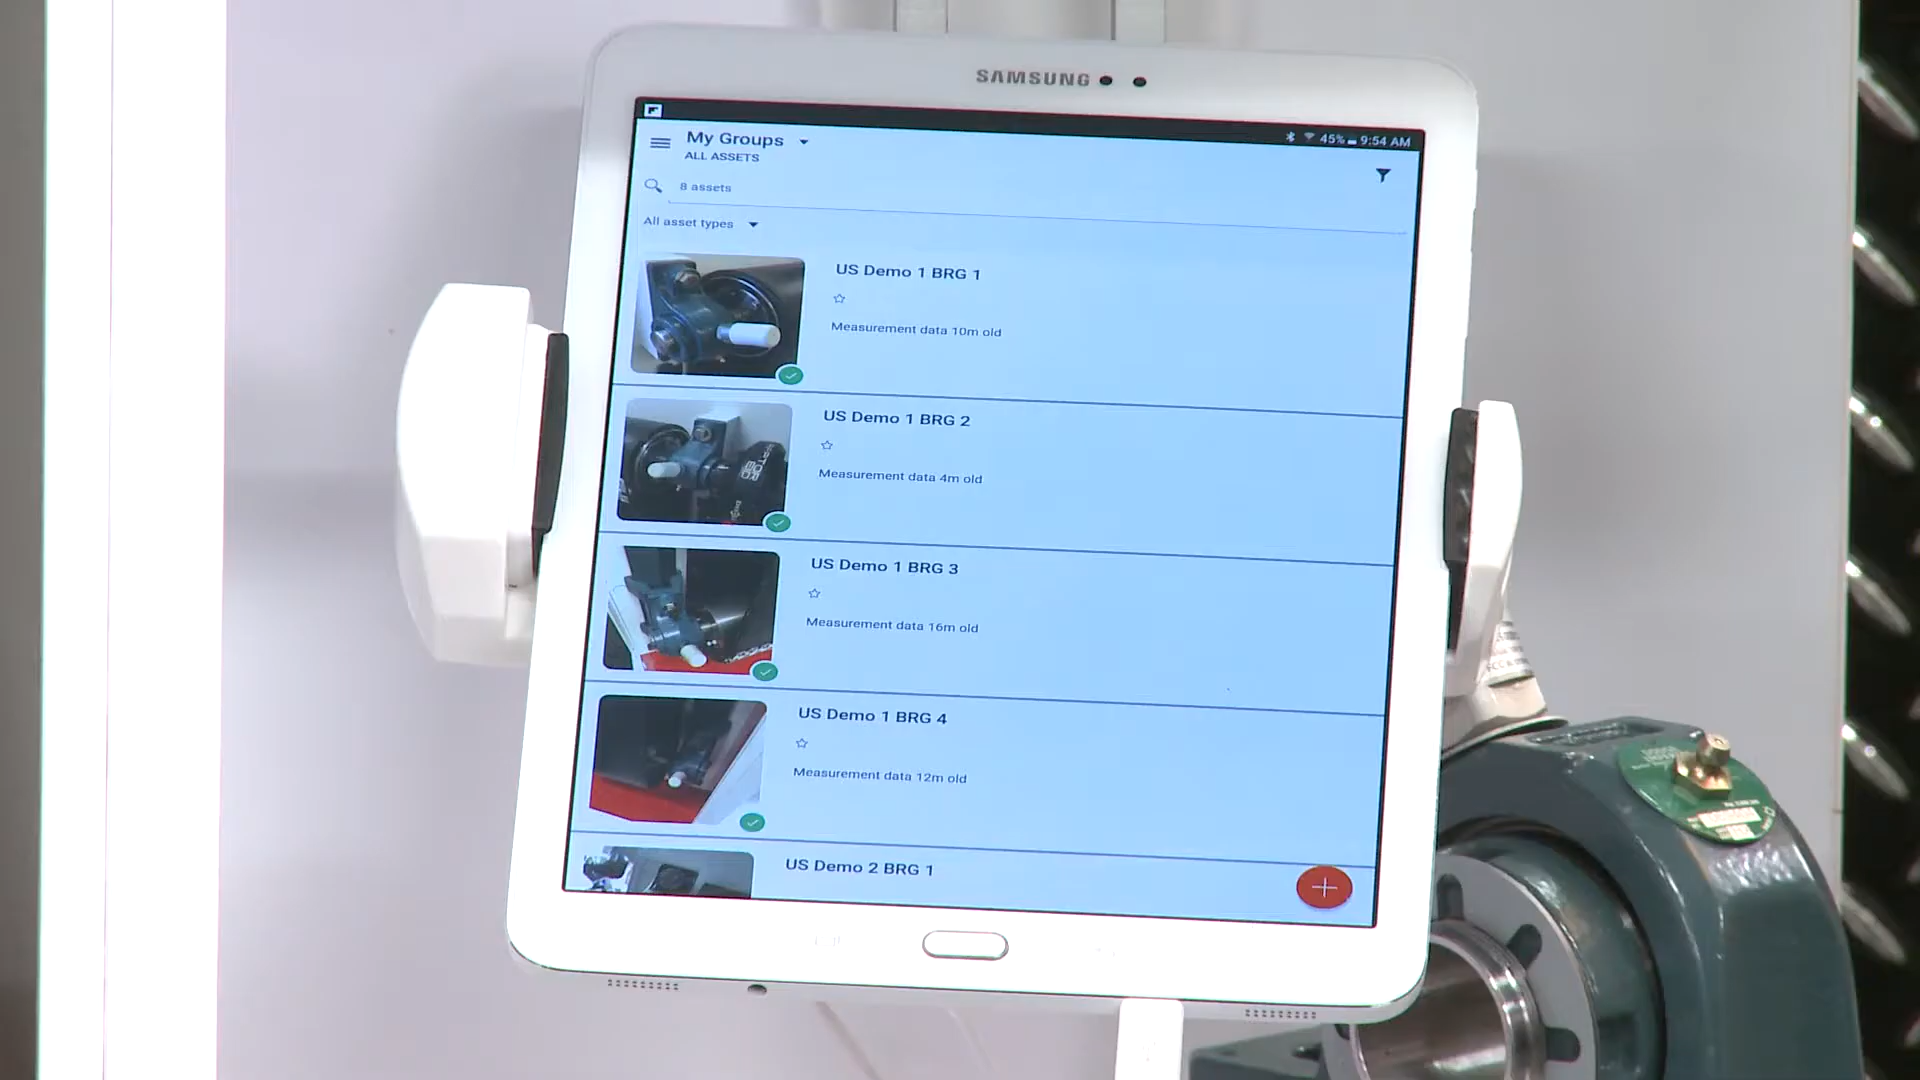 SAMSUNG
45% 9:54 AM
My Groups
ALL ASSETS
8 assets
All asset types
US Demo 1 BRG 1
Measurement data 10m old
US Demo 1 BRG 2
Measurement data 4m old
US Demo 1 BRG 3
Measurement data 16m old
US Demo 1 BRG 4
Measurement data 12m old
US Demo 2 BRG 1